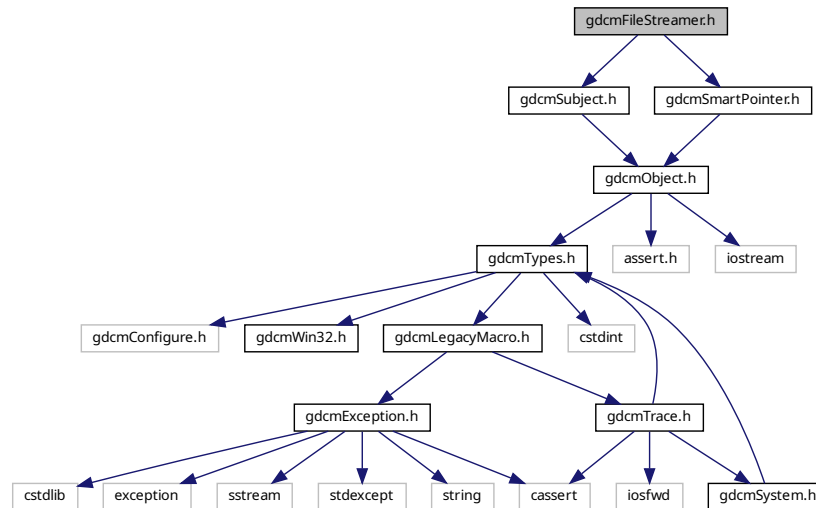 gdcmFileStreamer.h
gdcmSubject.h
gdcmSmartPointer.h
gdcmObject.h
gdcmTypes.h
assert.h
iostream
gdcmConfigure.h
gdcmWin32.h
gdcmLegacyMacro.h
cstdint
gdcmException.h
gdcmTrace.h
cstdlib
exception
sstream
stdexcept
string
cassert
iosfwd
gdcmSystem.h